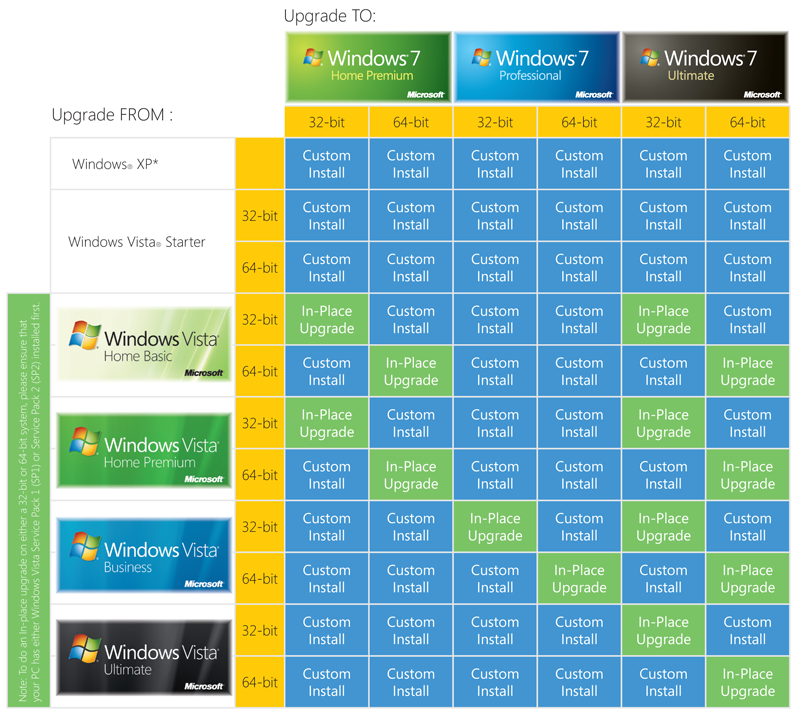 Upgrade TO:
Windows® 7
Home Premium
Microsoft®
Windows® 7
Professional
Microsoft®
Windows® 7
Ultimate
Microsoft®
Upgrade FROM :
32-bit 64-bit 32-bit 64-bit 32-bit 64-bit
Windows® XP*
Custom Custom Custom Custom Custom Custom
Install Install Install Install Install Install
Windows Vista® Starter
32-bit
Custom Custom Custom Custom Custom Custom
Install Install Install Install Install Install
64-bit
Custom Custom Custom Custom Custom Custom
Install Install Install Install Install Install
Note: To do an In-place upgrade on either a 32-bit or 64-bit system, please ensure that
your PC has either Windows Vista Service Pack 1 (SP1) or Service Pack 2 (SP2) installed first.
Windows Vista®
Home Basic
Microsoft®
32-bit
In-Place Custom Custom Custom In-Place Custom
Upgrade Install Install Install Upgrade Install
64-bit
Custom In-Place Custom Custom Custom In-Place
Install Upgrade Install Install Install Upgrade
Windows Vista®
Home Premium
Microsoft®
32-bit
In-Place Custom Custom Custom In-Place Custom
Upgrade Install Install Install Upgrade Install
64-bit
Custom In-Place Custom Custom Custom In-Place
Install Upgrade Install Install Install Upgrade
Windows Vista®
Business
Microsoft®
32-bit
Custom Custom In-Place Custom In-Place Custom
Install Install Upgrade Install Upgrade Install
64-bit
Custom Custom Custom In-Place Custom In-Place
Install Install Install Upgrade Install Upgrade
Windows Vista®
Ultimate
Microsoft®
32-bit
Custom Custom Custom Custom In-Place Custom
Install Install Install Install Upgrade Install
64-bit
Custom Custom Custom Custom Custom In-Place
Install Install Install Install Install Upgrade